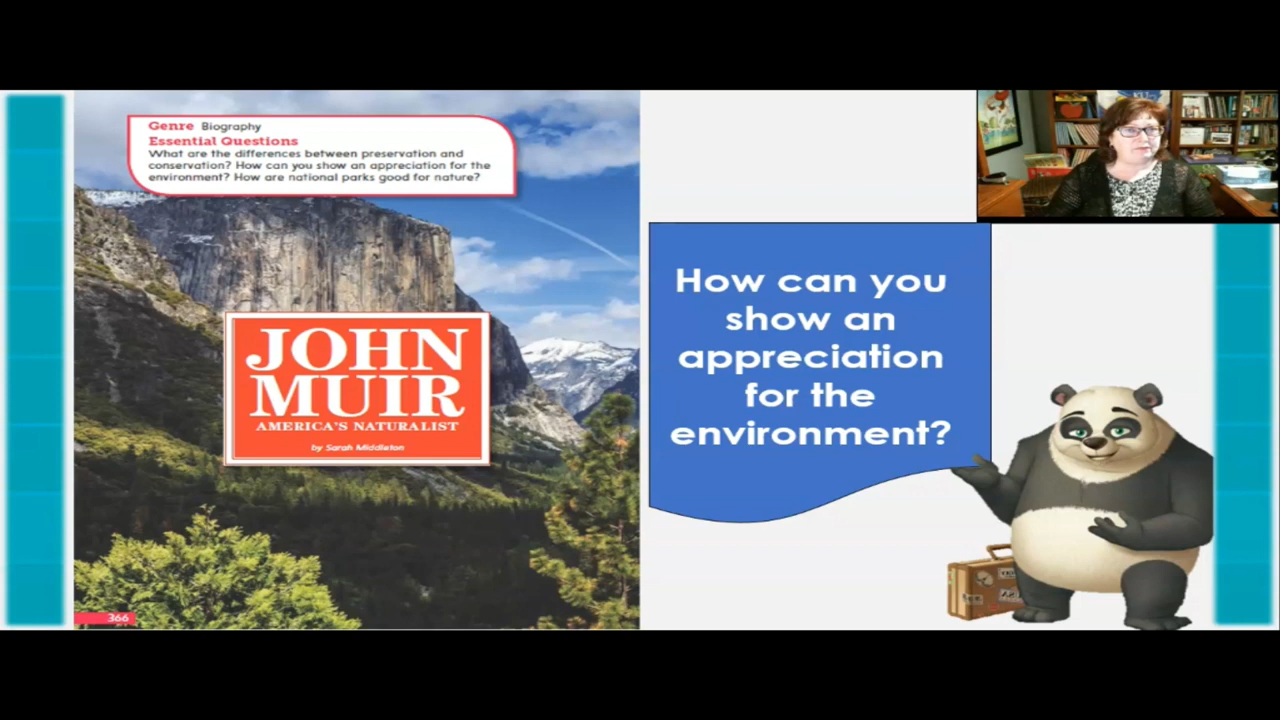 Genre Biography
Essential Questions
What are the differences between preservation and
conservation? How can you show an appreciation for the
environment? How are national parks good for nature?
JOHN
MUIR
AMERICA'S NATURALIST
by Sarah Middleton
366
How can you
show an
appreciation
for the
environment?